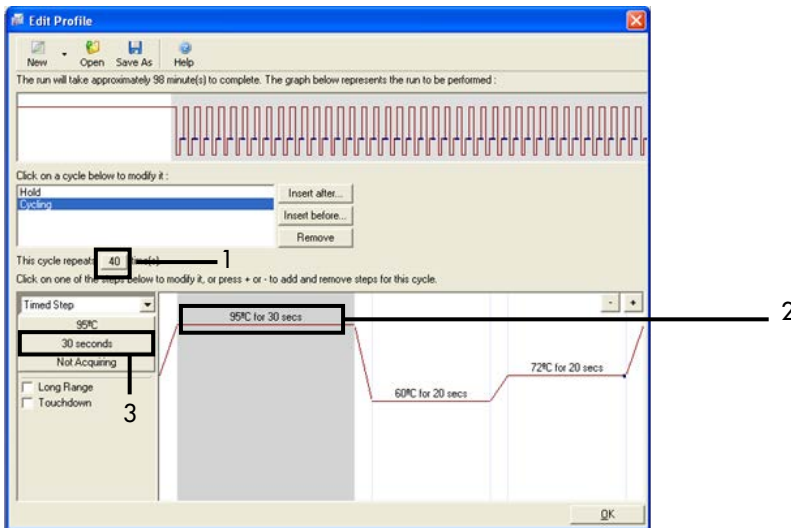 Edit Profile
New Open Save As Help
The run will take approximately 98 minute(s) to complete. The graph below represents the run to be performed :
Click on a cycle below to modify it :
Hold
Cycling
Insert after...
Insert before...
Remove
This cycle repeats 40 time(s).
1
Click on one of the steps below to modify it, or press + or - to add and remove steps for this cycle.
Timed Step
95ºC
30 seconds
Not Acquiring
Long Range
Touchdown
3
95ºC for 30 secs
2
60ºC for 20 secs
72ºC for 20 secs
- +
OK